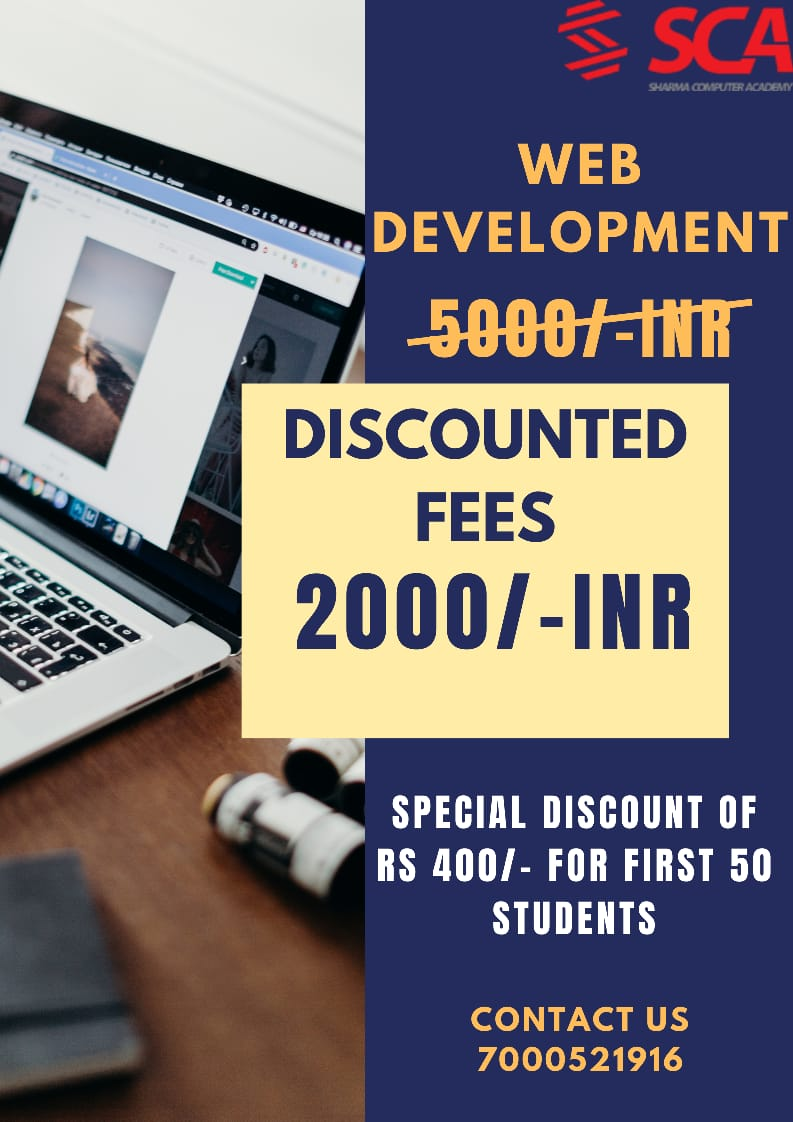 SCA
SHARMA COMPUTER ACADEMY
WEB
DEVELOPMENT
5000/-INR
DISCOUNTED
FEES
2000/-INR
SPECIAL DISCOUNT OF
RS 400/- FOR FIRST 50
STUDENTS
CONTACT US
7000521916